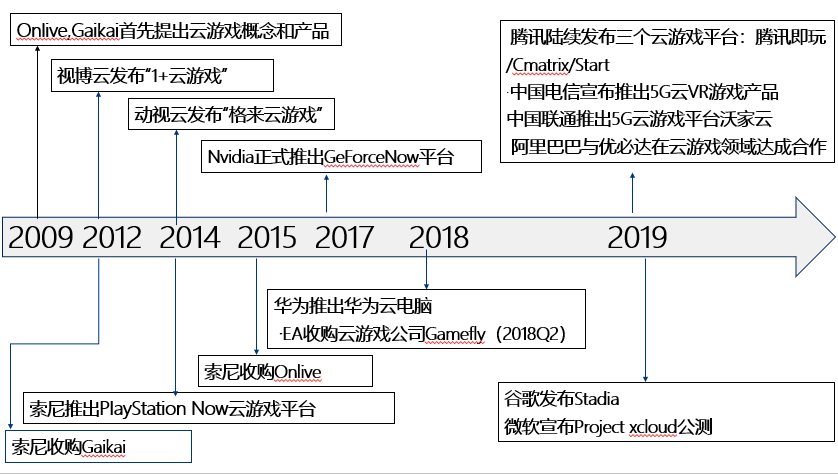 Onlive,Gaikai首先提出云游戏概念和产品
视博云发布“1+云游戏”
动视云发布“格来云游戏”
Nvidia正式推出GeForceNow平台
腾讯陆续发布三个云游戏平台：腾讯即玩
/Cmatrix/Start
·中国电信宣布推出5G云VR游戏产品
中国联通推出5G云游戏平台沃家云
阿里巴巴与优必达在云游戏领域达成合作
2009 2012 2014 2015 2017 2018 2019
华为推出华为云电脑
·EA收购云游戏公司Gamefly（2018Q2）
索尼收购Onlive
索尼推出PlayStation Now云游戏平台
索尼收购Gaikai
谷歌发布Stadia
微软宣布Project xcloud公测